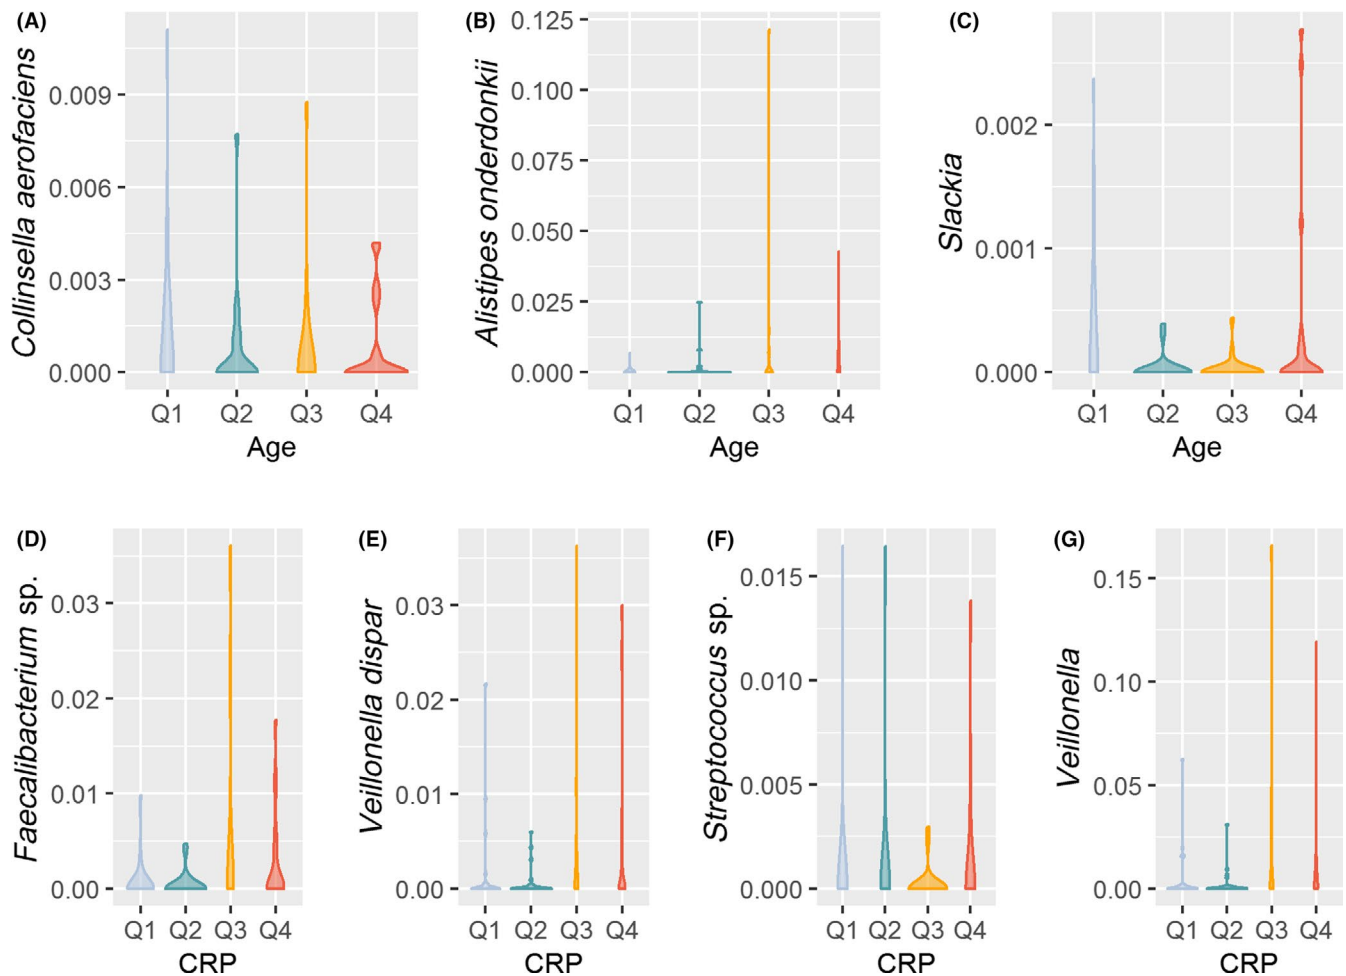 (A)
Collinsella aerofaciens
0.009
0.006
0.003
0.000
Q1 Q2 Q3 Q4
Age
(B)
Alistipes onderdonkii
0.125
0.100
0.075
0.050
0.025
0.000
Q1 Q2 Q3 Q4
Age
(C)
Slackia
0.002
0.001
0.000
Q1 Q2 Q3 Q4
Age
(D)
Faecalibacterium sp.
0.03
0.02
0.01
0.00
Q1 Q2 Q3 Q4
CRP
(E)
Veillonella dispar
0.03
0.02
0.01
0.00
Q1 Q2 Q3 Q4
CRP
(F)
Streptococcus sp.
0.015
0.010
0.005
0.000
Q1 Q2 Q3 Q4
CRP
(G)
Veillonella
0.15
0.10
0.05
0.00
Q1 Q2 Q3 Q4
CRP